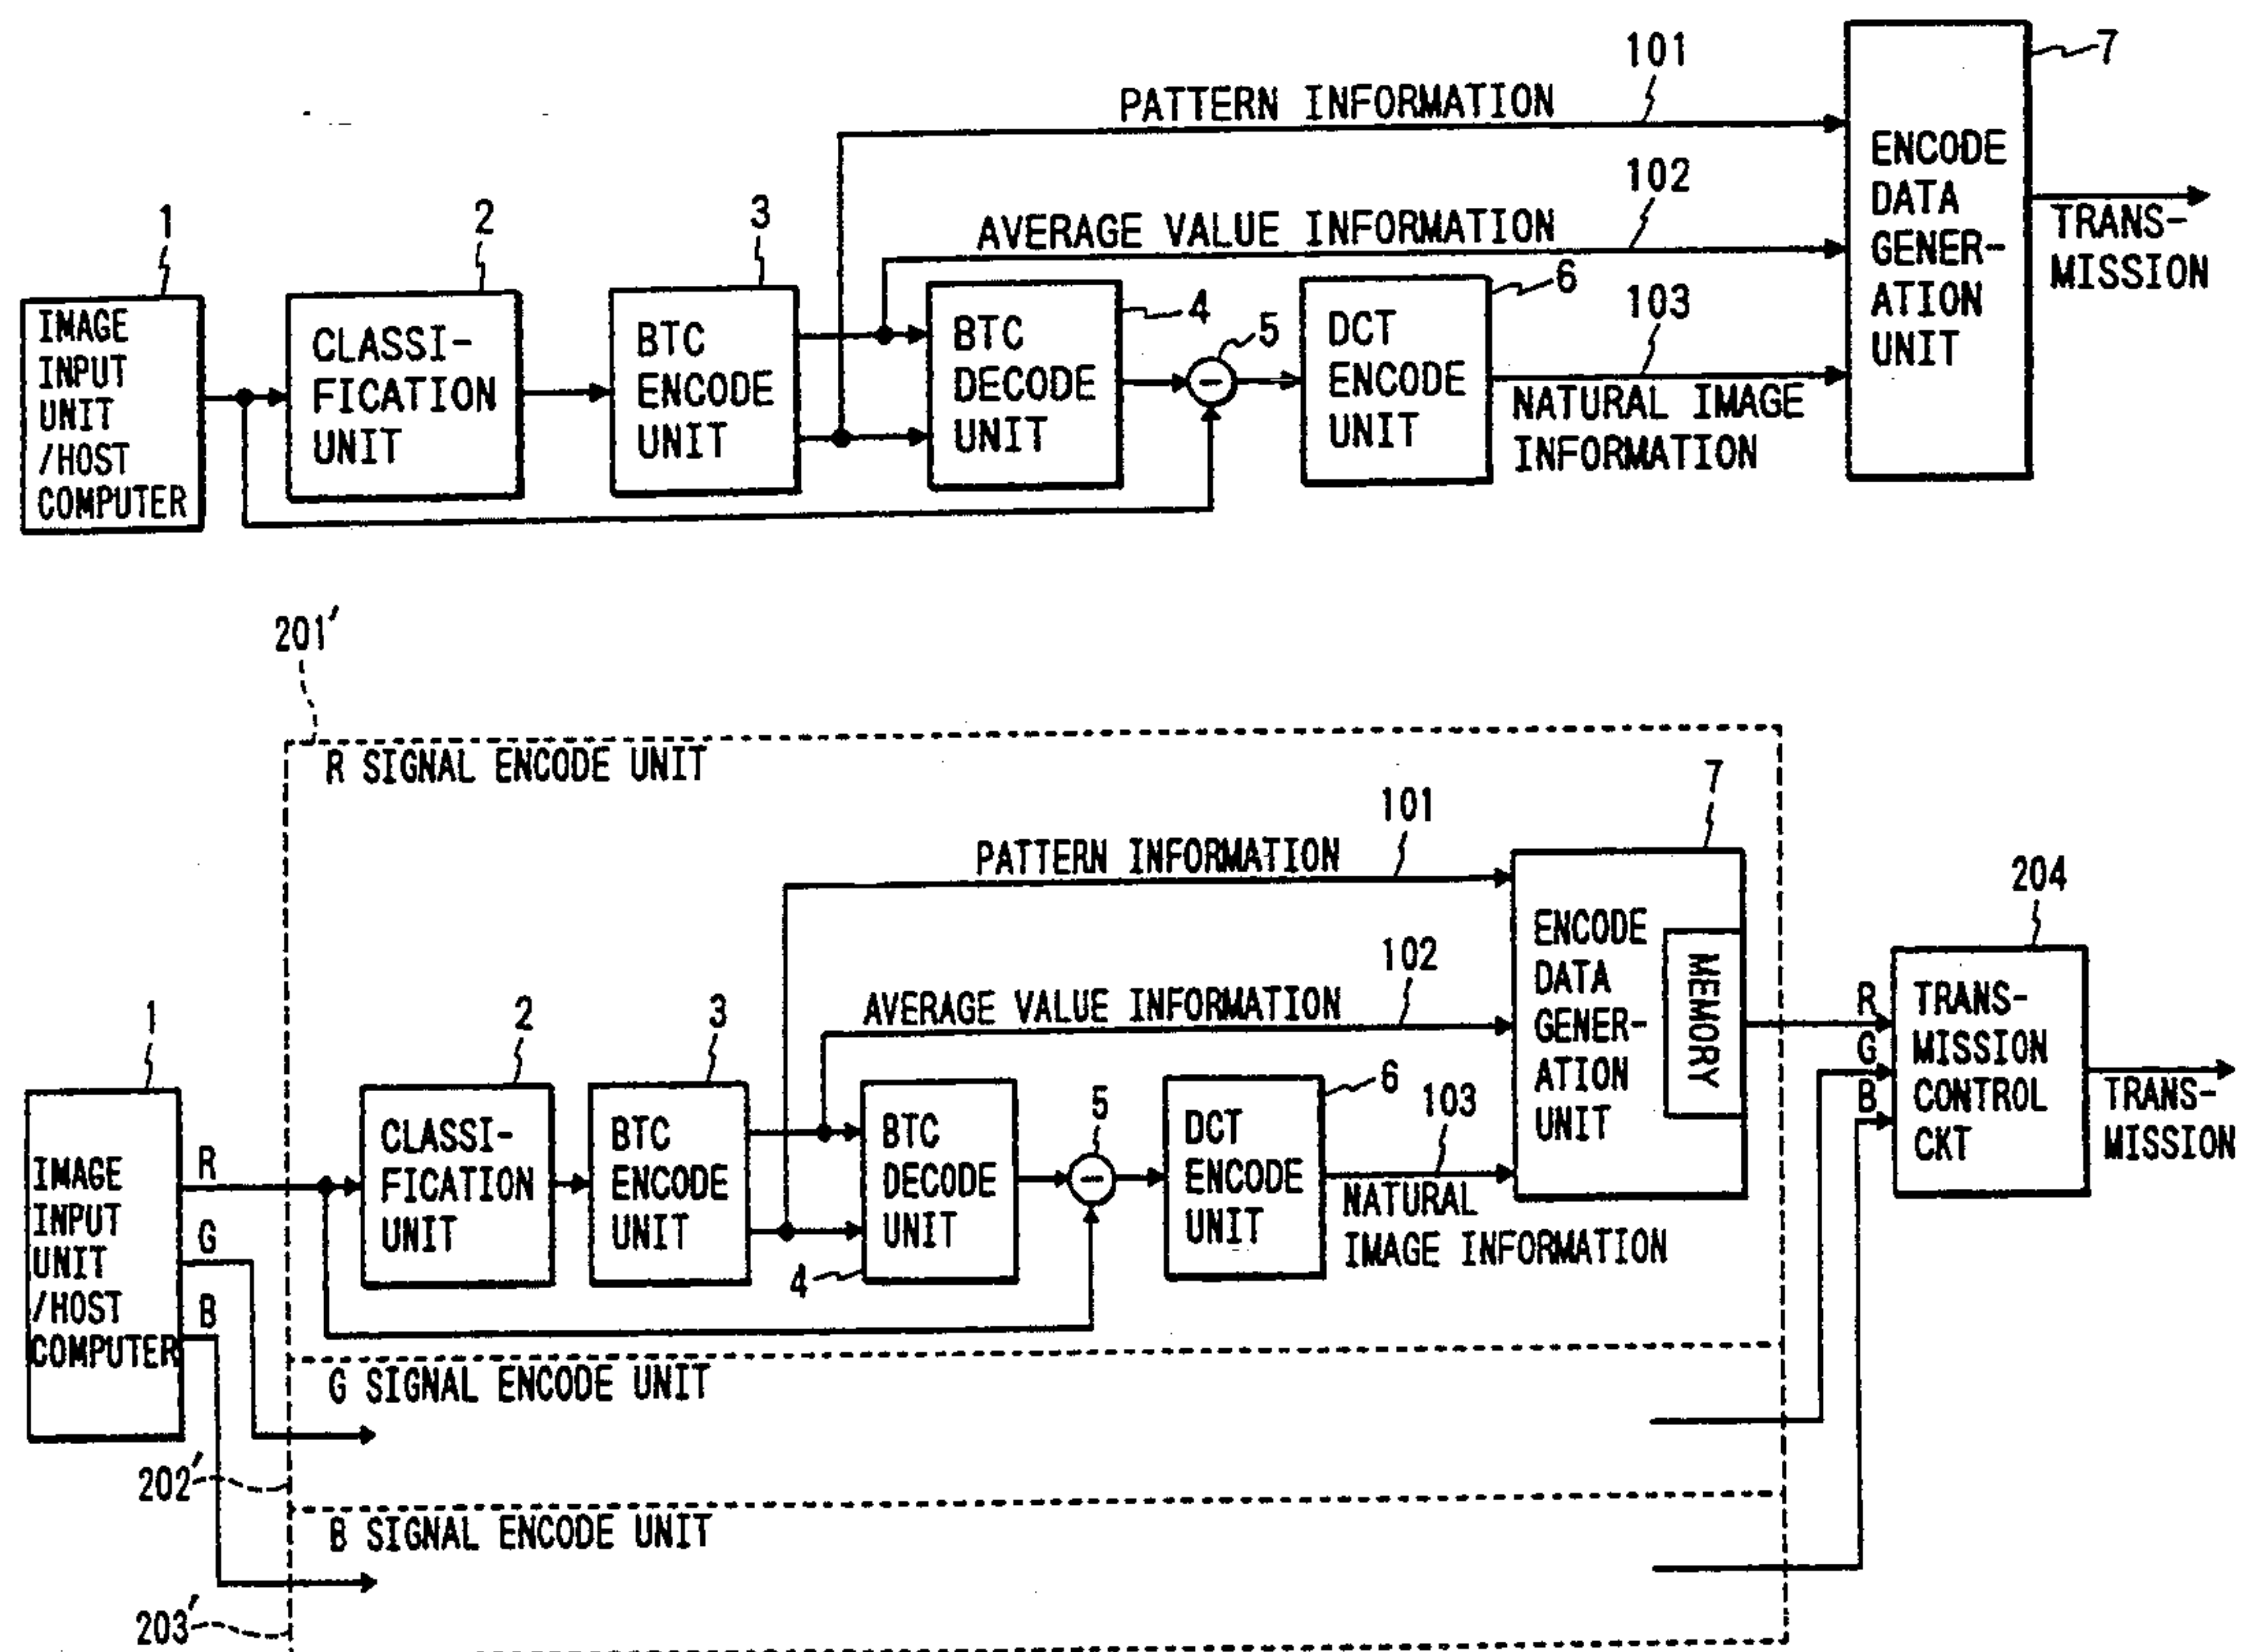 101
7
PATTERN INFORMATION
ENCODE
DATA
GENER-
ATION
UNIT
102
AVERAGE VALUE INFORMATION
TRANS-
MISSION
1
2
3
4
5
6
103
IMAGE
INPUT
UNIT
/HOST
COMPUTER
CLASSI-
FICATION
UNIT
BTC
ENCODE
UNIT
BTC
DECODE
UNIT
−
DCT
ENCODE
UNIT
NATURAL IMAGE
INFORMATION
201'
R SIGNAL ENCODE UNIT
101
7
PATTERN INFORMATION
204
102
AVERAGE VALUE INFORMATION
ENCODE
DATA
GENER-
ATION
UNIT
MEMORY
R
G
B
TRANS-
MISSION
CONTROL
CKT
TRANS-
MISSION
1
2
3
4
5
6
103
IMAGE
INPUT
UNIT
/HOST
COMPUTER
R
G
B
CLASSI-
FICATION
UNIT
BTC
ENCODE
UNIT
BTC
DECODE
UNIT
−
DCT
ENCODE
UNIT
NATURAL
IMAGE INFORMATION
G SIGNAL ENCODE UNIT
202'
B SIGNAL ENCODE UNIT
203'